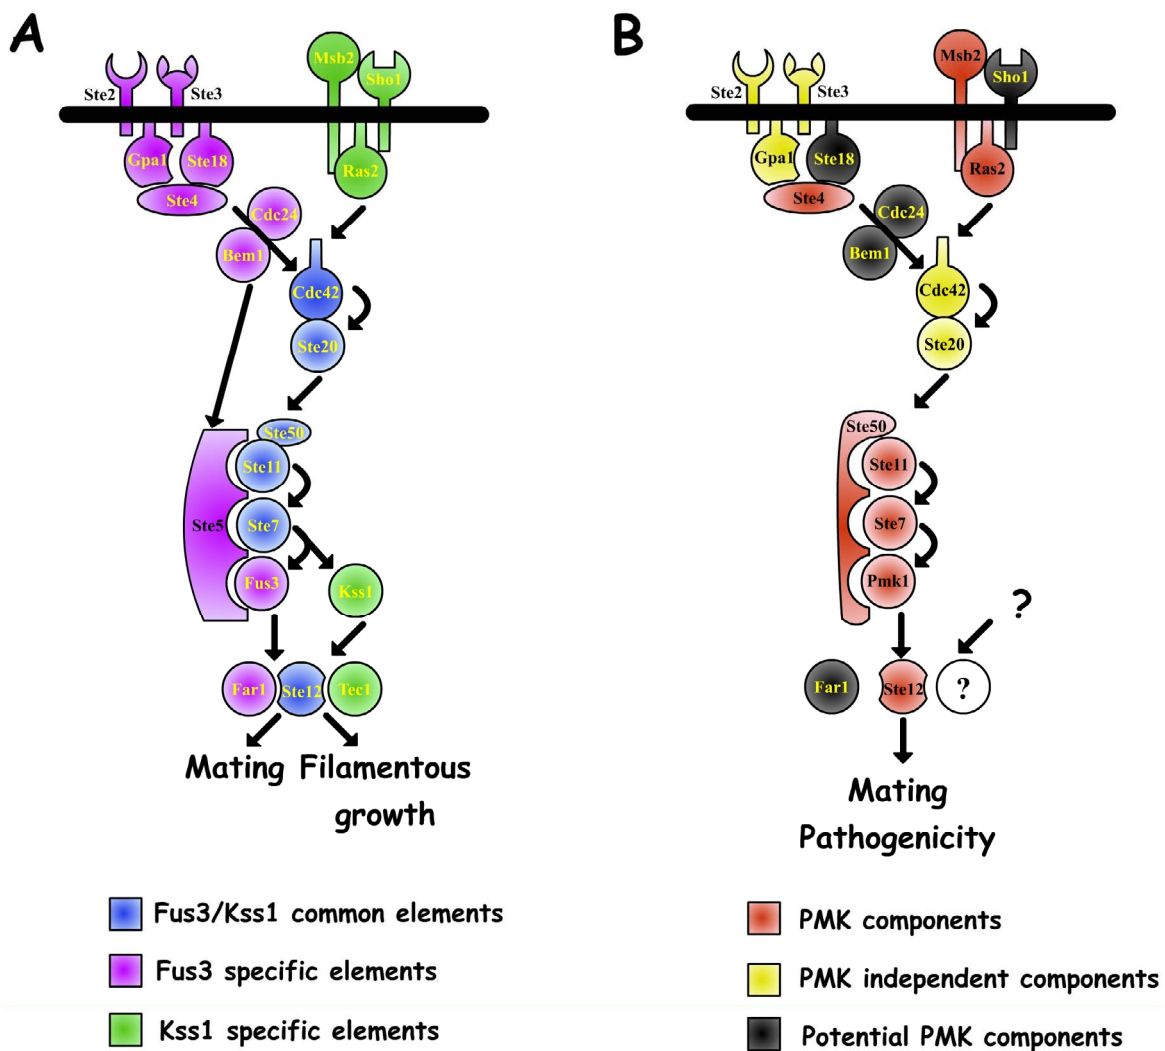 A
Ste2
Ste3
Msb2
Sho1
Gpa1
Ste18
Ras2
Ste4
Cdc24
Bem1
Cdc42
Ste20
Ste50
Ste11
Ste5
Ste7
Fus3
Kss1
Far1
Ste12
Tec1
Mating
Filamentous
growth
Fus3/Kss1 common elements
Fus3 specific elements
Kss1 specific elements
B
Ste2
Ste3
Msb2
Sho1
Gpa1
Ste18
Ras2
Ste4
Cdc24
Bem1
Cdc42
Ste20
Ste50
Ste11
Ste7
Pmk1
?
Far1
Ste12
?
Mating
Pathogenicity
PMK components
PMK independent components
Potential PMK components